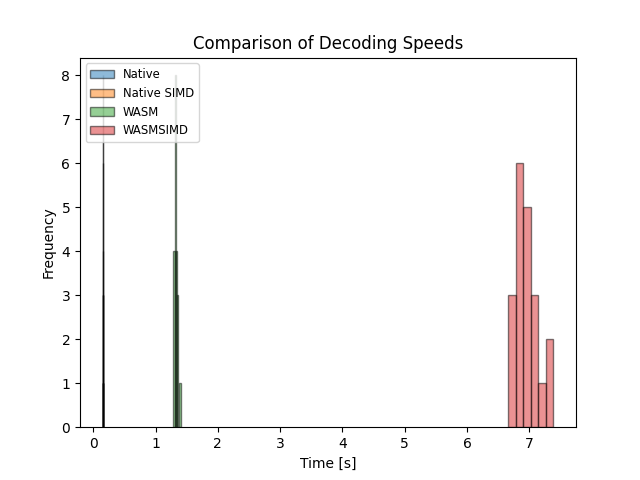 Comparison of Decoding Speeds
Native
Native SIMD
WASM
WASMSIMD
Frequency
8
7
6
5
4
3
2
1
0
0 1 2 3 4 5 6 7
Time [s]